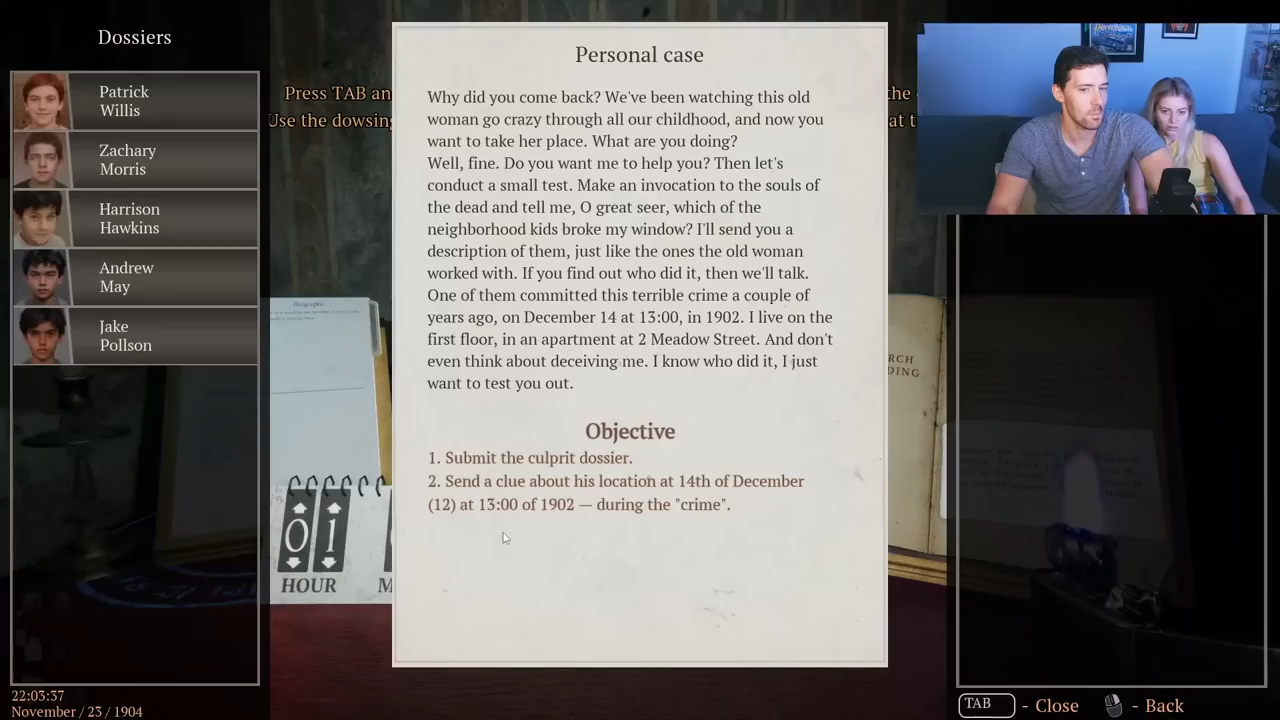 Dossiers
Patrick
Willis
Zachary
Morris
Harrison
Hawkins
Andrew
May
Jake
Pollson
22:03:37
November / 23 / 1904
Press TAB an
Use the dowsing
the
at t
RCH
DING
HOUR
M
Personal case
Why did you come back? We've been watching this old
woman go crazy through all our childhood, and now you
want to take her place. What are you doing?
Well, fine. Do you want me to help you? Then let's
conduct a small test. Make an invocation to the souls of
the dead and tell me, O great seer, which of the
neighborhood kids broke my window? I'll send you a
description of them, just like the ones the old woman
worked with. If you find out who did it, then we'll talk.
One of them committed this terrible crime a couple of
years ago, on December 14 at 13:00, in 1902. I live on the
first floor, in an apartment at 2 Meadow Street. And don't
even think about deceiving me. I know who did it, I just
want to test you out.
Objective
1. Submit the culprit dossier.
2. Send a clue about his location at 14th of December
(12) at 13:00 of 1902 — during the "crime".
TAB - Close
- Back